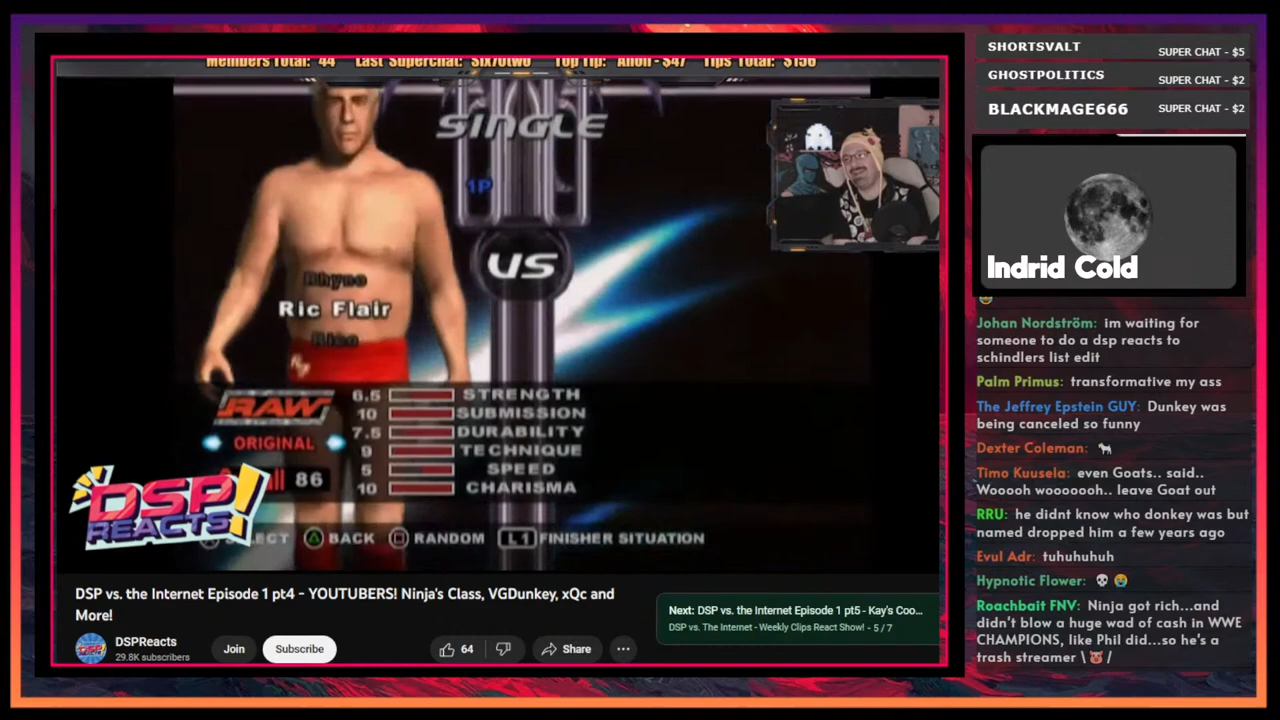 Members Total: 44 Last Superchat: Six7otwo Top Tip: Anon - $47 Tips Total: $156
SINGLE
1P
VS
Rhyno
Ric Flair
Rico
RAW
ORIGINAL
86
6.5 STRENGTH
10 SUBMISSION
7.5 DURABILITY
9 TECHNIQUE
5 SPEED
10 CHARISMA
DSP
REACTS!
BACK RANDOM L1 FINISHER SITUATION
DSP vs. the Internet Episode 1 pt4 - YOUTUBERS! Ninja's Class, VGDunkey, xQc and
More!
DSPReacts
29.8K subscribers
Join
Subscribe
64
Share
Next: DSP vs. the Internet Episode 1 pt5 - Kay's Coo...
DSP vs. The Internet - Weekly Clips React Show! - 5 / 7
SHORTSVALT SUPER CHAT - $5
GHOSTPOLITICS SUPER CHAT - $2
BLACKMAGE666 SUPER CHAT - $2
Indrid Cold
Johan Nordström: im waiting for
someone to do a dsp reacts to
schindlers list edit
Palm Primus: transformative my ass
The Jeffrey Epstein GUY: Dunkey was
being canceled so funny
Dexter Coleman:
Timo Kuusela: even Goats.. said..
Wooooh wooooooh.. leave Goat out
RRU: he didnt know who donkey was but
named dropped him a few years ago
Evul Adr: tuhuhuhuh
Hypnotic Flower:
Roachbait FNV: Ninja got rich...and
didn't blow a huge wad of cash in WWE
CHAMPIONS, like Phil did...so he's a
trash streamer \ /